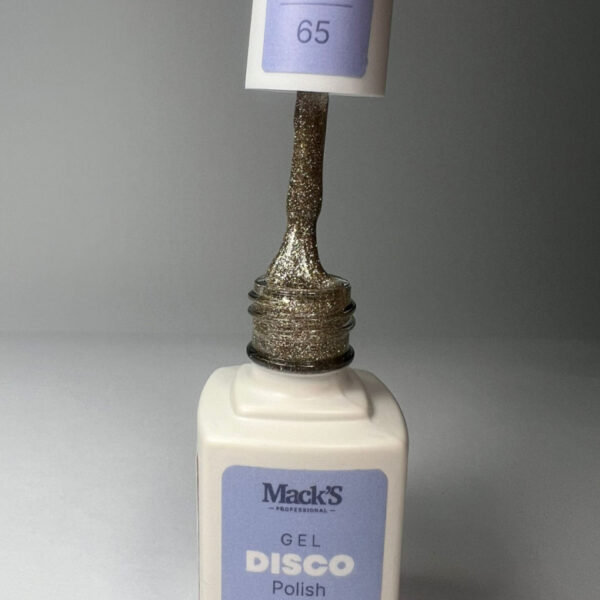 65
Mack'S
PROFESSIONAL
GEL
DISCO
Polish